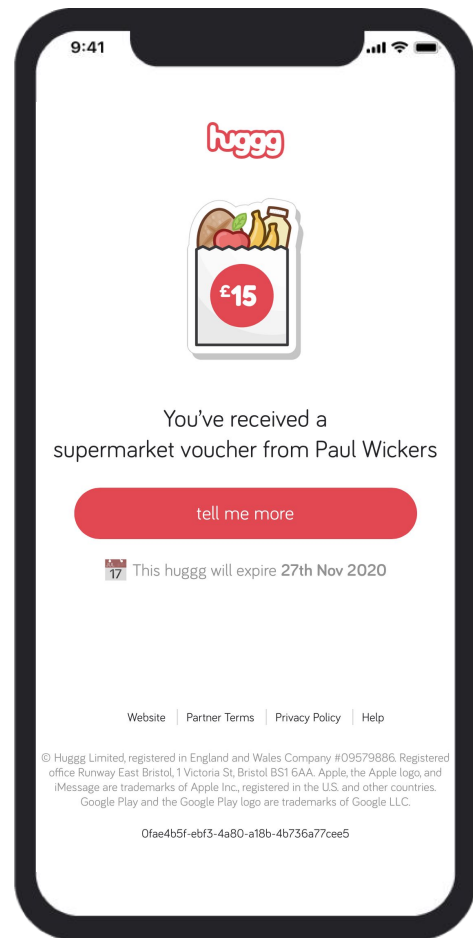 9:41
huggg
£15
You've received a
supermarket voucher from Paul Wickers
tell me more
17 This huggg will expire 27th Nov 2020
Website | Partner Terms | Privacy Policy | Help
© Huggg Limited, registered in England and Wales Company #09579886. Registered
office Runway East Bristol, 1 Victoria St, Bristol BS1 6AA. Apple, the Apple logo, and
iMessage are trademarks of Apple Inc., registered in the U.S. and other countries.
Google Play and the Google Play logo are trademarks of Google LLC.
0fae4b5f-ebf3-4a80-a18b-4b736a77cee5